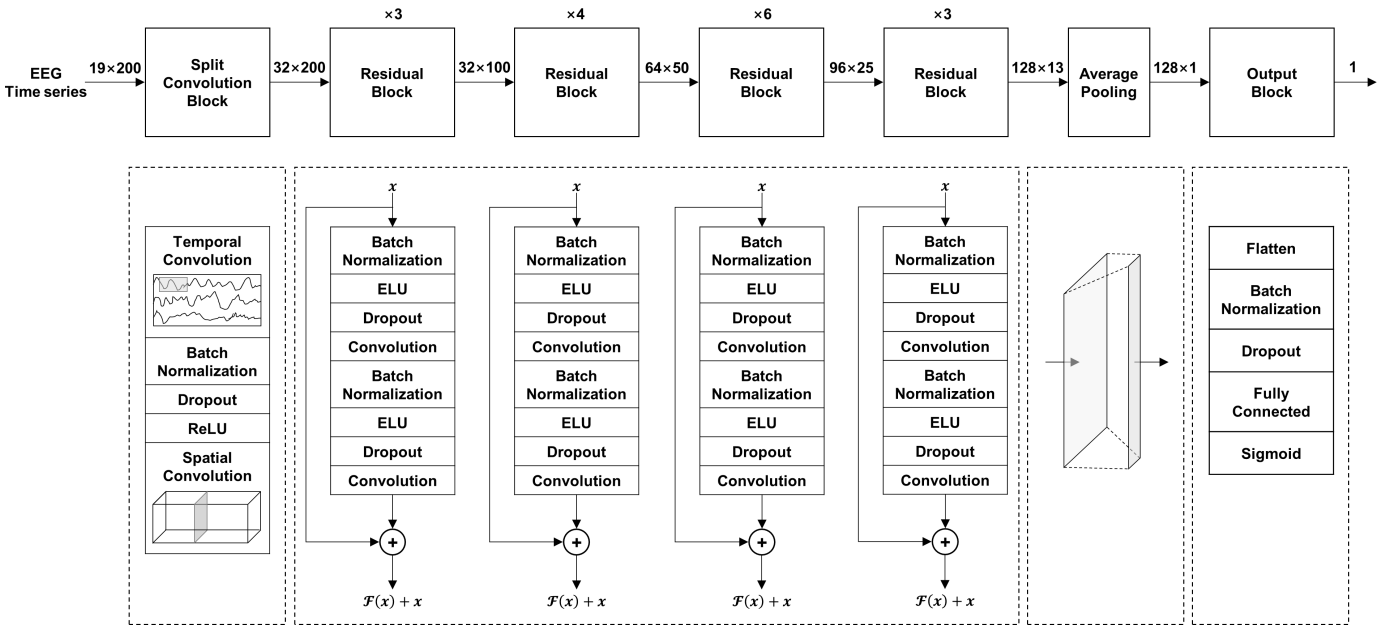 ×3
×4
×6
×3
EEG
Time series
19×200
Split
Convolution
Block
32×200
Residual
Block
32×100
Residual
Block
64×50
Residual
Block
96×25
Residual
Block
128×13
Average
Pooling
128×1
Output
Block
1
Temporal
Convolution
Batch
Normalization
Dropout
ReLU
Spatial
Convolution
x
Batch
Normalization
ELU
Dropout
Convolution
Batch
Normalization
ELU
Dropout
Convolution
+
ℱ(x) + x
x
Batch
Normalization
ELU
Dropout
Convolution
Batch
Normalization
ELU
Dropout
Convolution
+
ℱ(x) + x
x
Batch
Normalization
ELU
Dropout
Convolution
Batch
Normalization
ELU
Dropout
Convolution
+
ℱ(x) + x
x
Batch
Normalization
ELU
Dropout
Convolution
Batch
Normalization
ELU
Dropout
Convolution
+
ℱ(x) + x
Flatten
Batch
Normalization
Dropout
Fully
Connected
Sigmoid